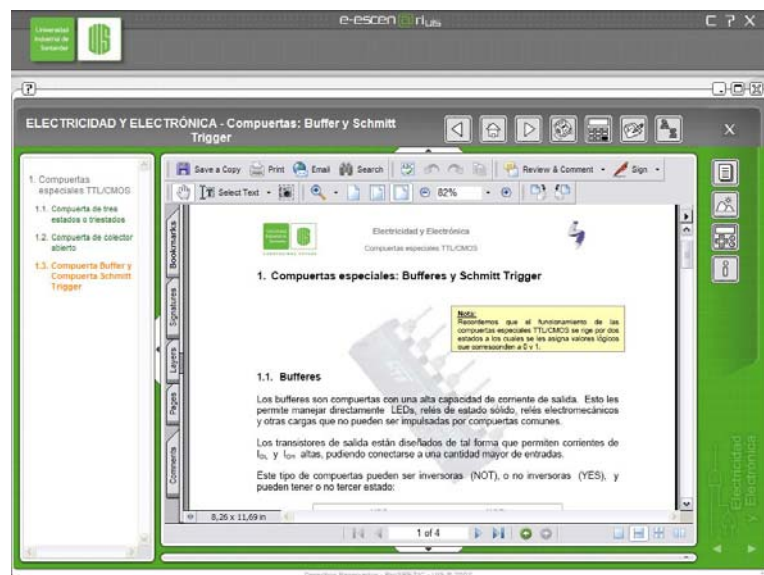 Universidad
Industrial de
Santander
UIS
e-escen@rius
? X
?
ELECTRICIDAD Y ELECTRÓNICA - Compuertas: Buffer y Schmitt
Trigger
X
1. Compuertas
especiales TTL/CMOS
1.1. Compuerta de tres
estados o triestados
1.2. Compuerta de colector
abierto
1.3. Compuerta Buffer y
Compuerta Schmitt
Trigger
Save a Copy Print Email Search Review & Comment Sign
Select Text 82%
Bookmarks
Signatures
Layers
Pages
Comments
Electricidad y Electrónica
Compuertas especiales TTL/CMOS
1. Compuertas especiales: Bufferes y Schmitt Trigger
Nota:
Recordemos que el funcionamiento de las
compuertas especiales TTL/CMOS se rige por dos
estados a los cuales se les asigna valores lógicos
que corresponden a 0 y 1.
1.1. Bufferes
Los bufferes son compuertas con una alta capacidad de corriente de salida. Esto les
permite manejar directamente LEDs, relés de estado sólido, relés electromecánicos
y otras cargas que no pueden ser impulsadas por compuertas comunes.
Los transistores de salida están diseñados de tal forma que permiten corrientes de
IOL y IOH altas, pudiendo conectarse a una cantidad mayor de entradas.
Este tipo de compuertas pueden ser inversoras (NOT), o no inversoras (YES), y
pueden tener o no tercer estado:
8,26 x 11,69 in
1 of 4
Electricidad
y Electrónica